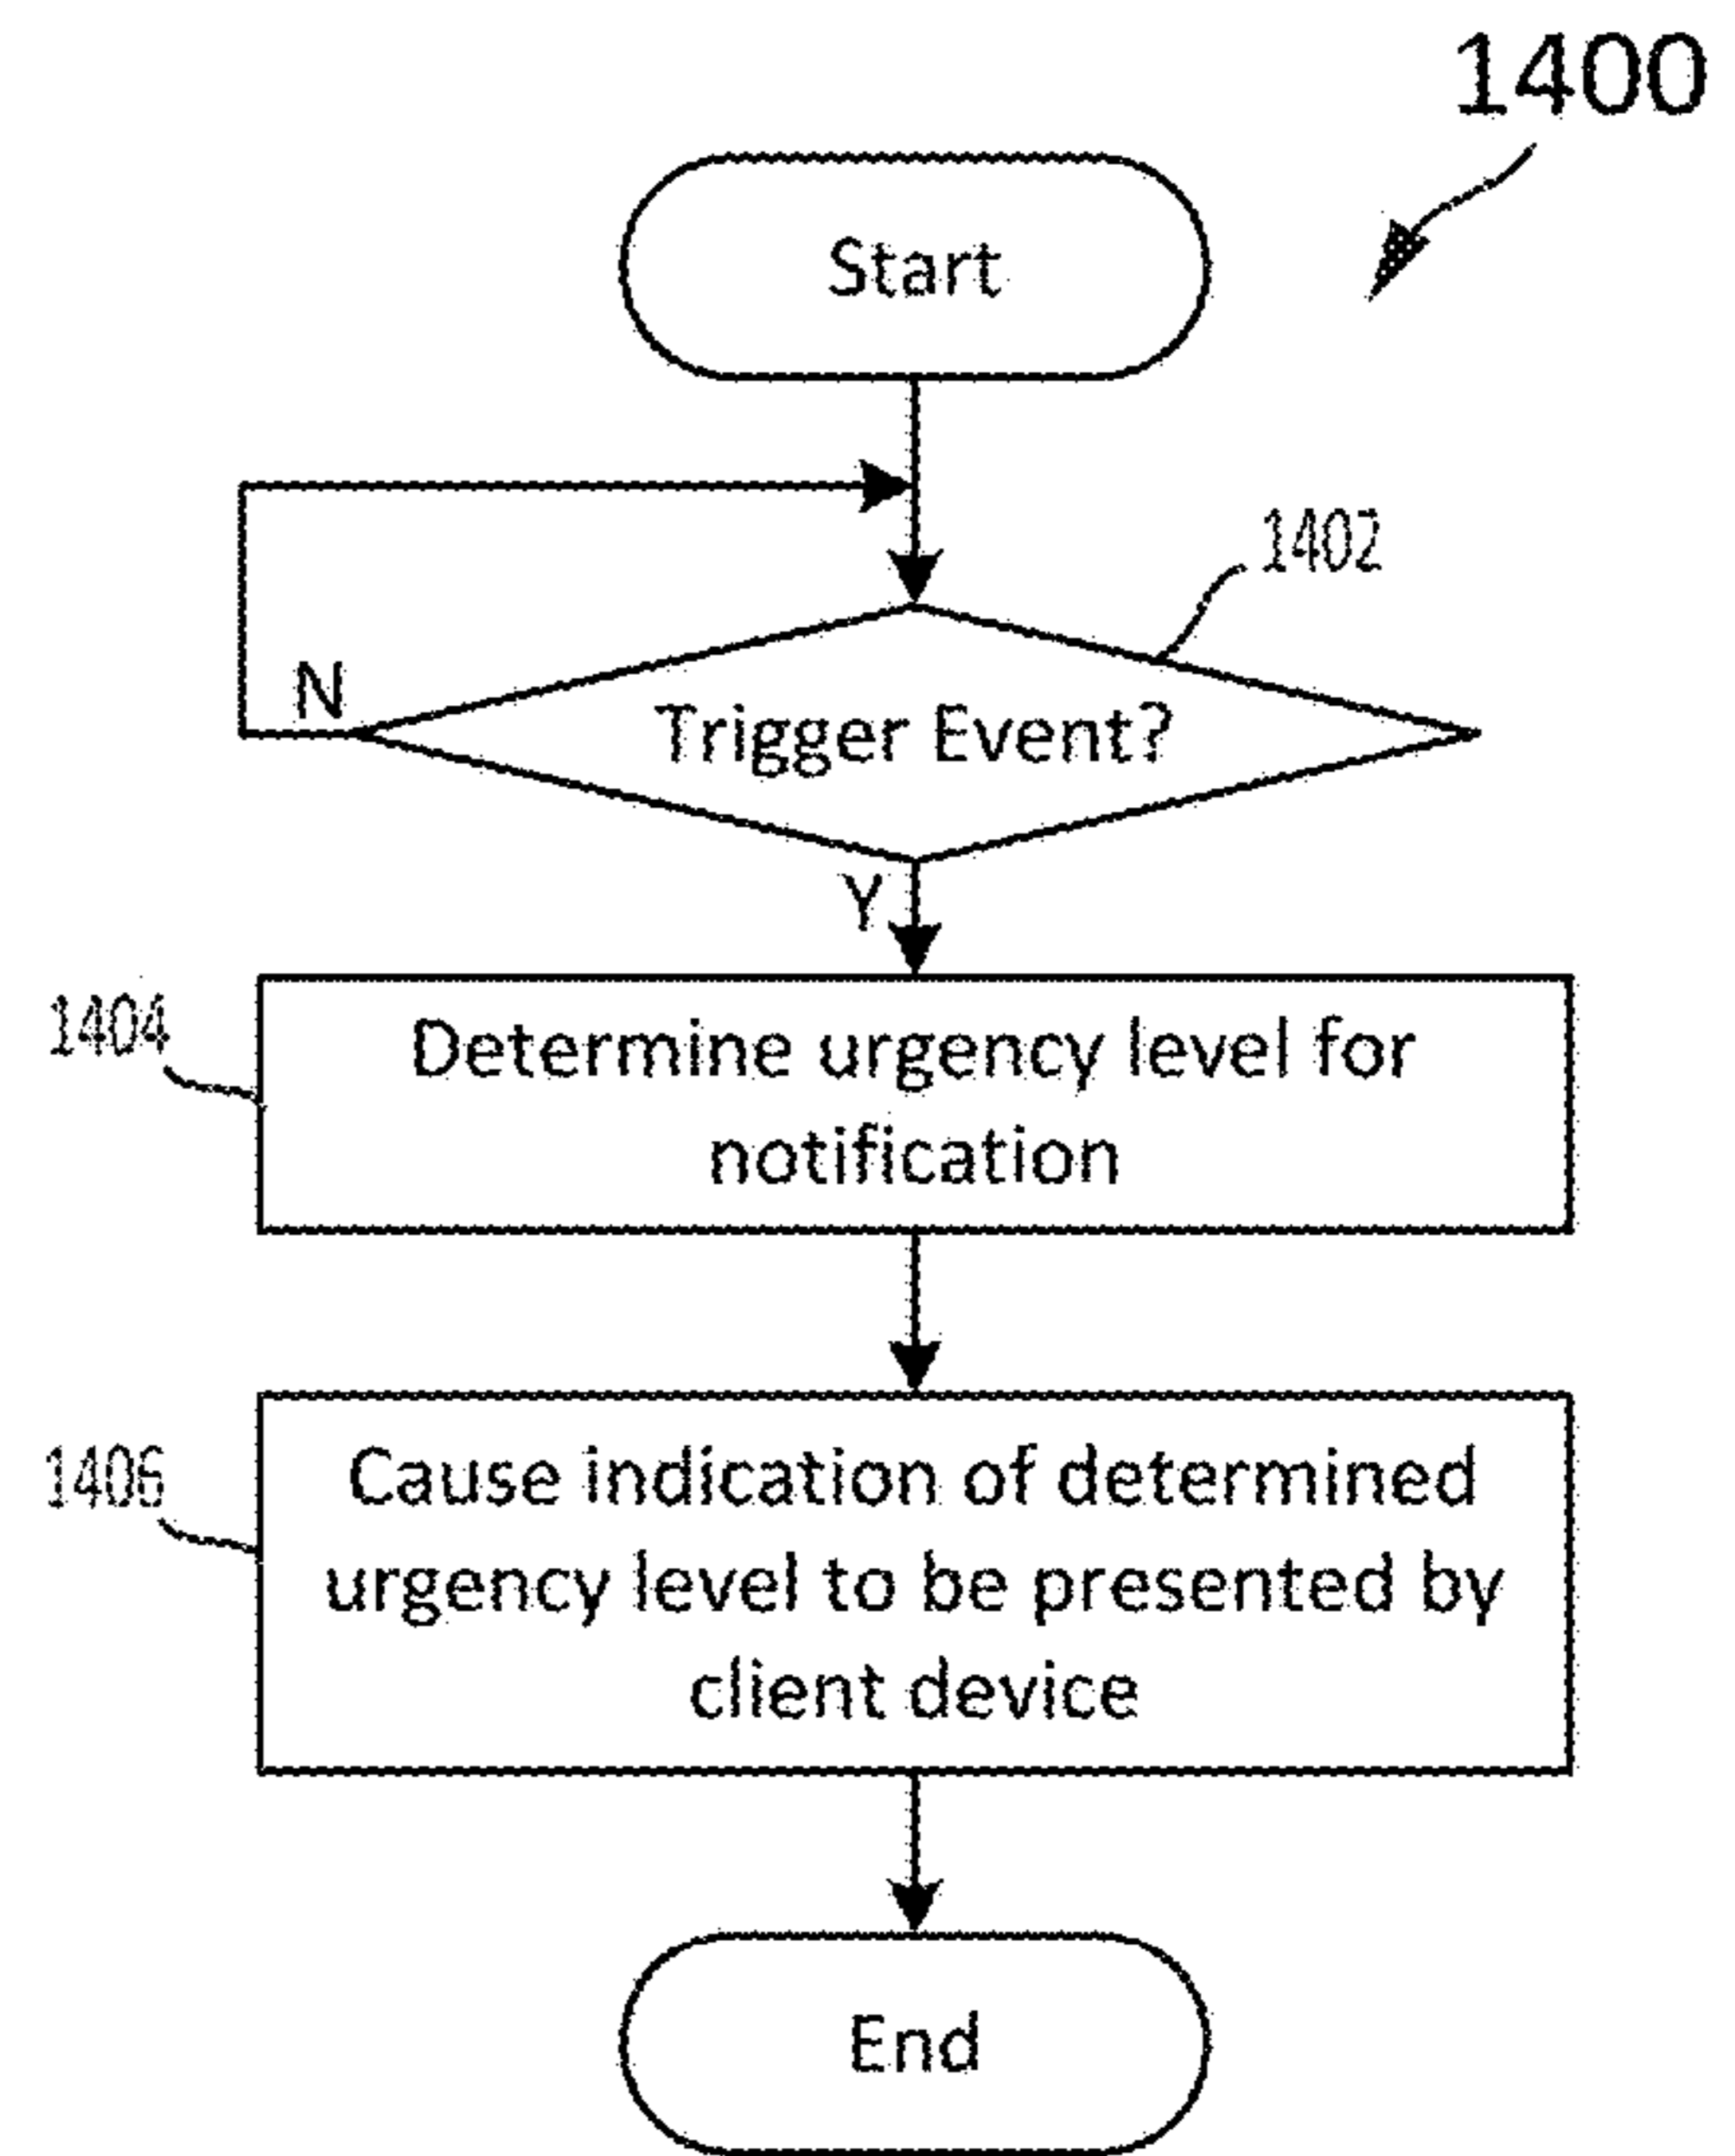 1400
Start
1402
N
Trigger Event?
Y
1404
Determine urgency level for
notification
1406
Cause indication of determined
urgency level to be presented by
client device
End